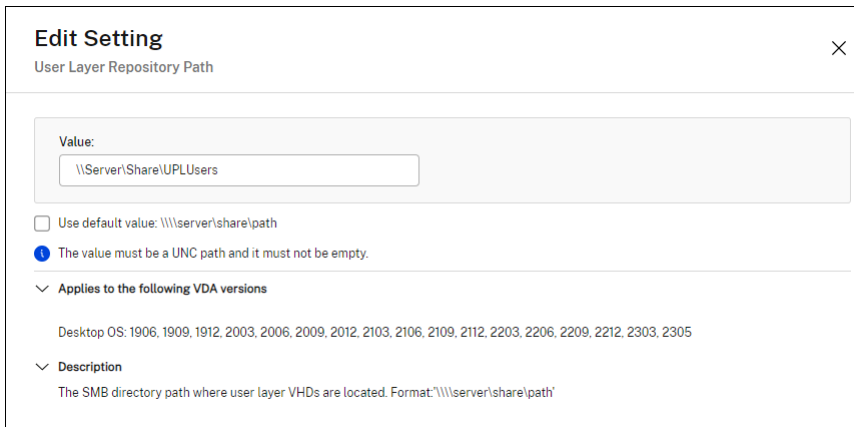 Edit Setting
User Layer Repository Path
Value:
\\Server\Share\UPLUsers
Use default value: \\\\server\share\path
The value must be a UNC path and it must not be empty.
Applies to the following VDA versions
Desktop OS: 1906, 1909, 1912, 2003, 2006, 2009, 2012, 2103, 2106, 2109, 2112, 2203, 2206, 2209, 2212, 2303, 2305
Description
The SMB directory path where user layer VHDs are located. Format:'\\\\server\share\path'